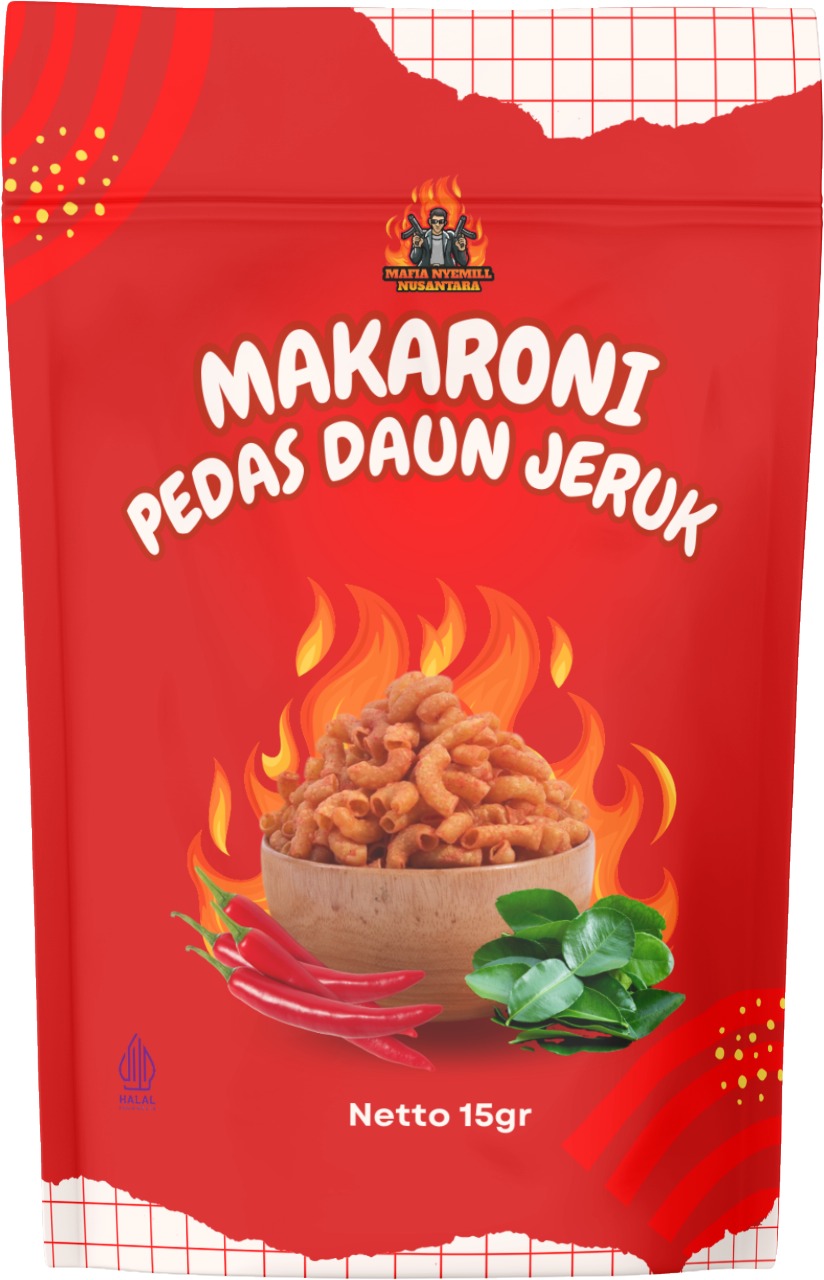 MAFIA NYEMILL
NUSANTARA
MAKARONI
PEDAS DAUN JERUK
HALAL
Netto 15gr